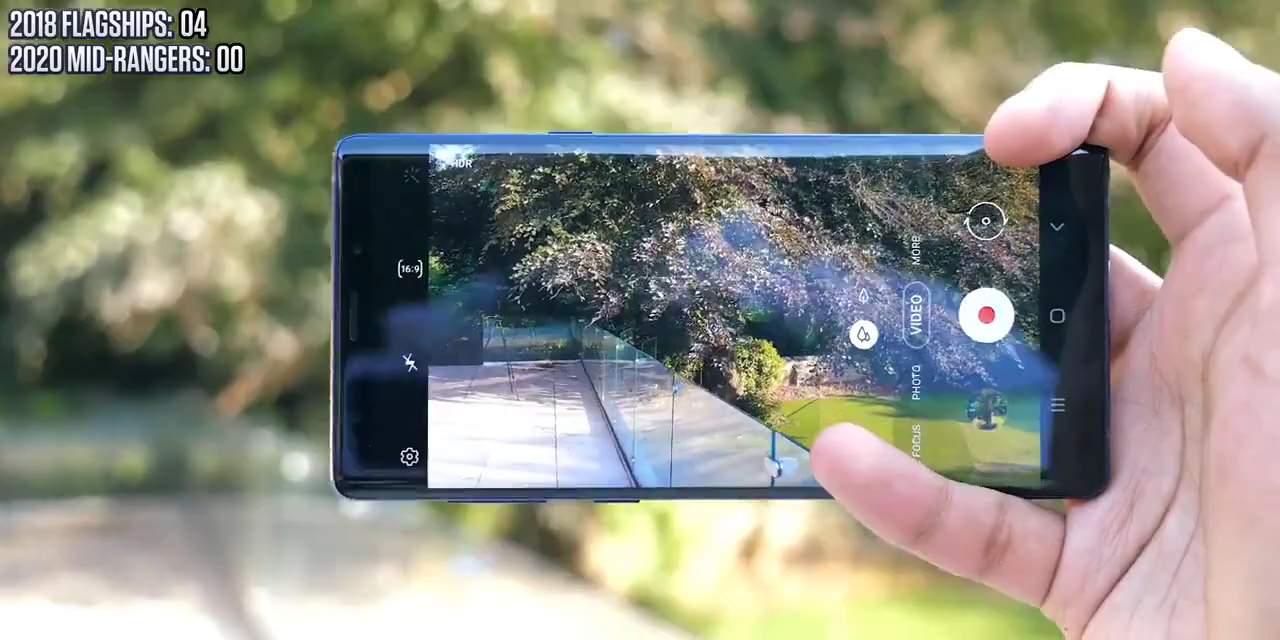 2018 FLAGSHIPS: 04
2020 MID-RANGERS: 00
HDR
16:9
MORE
VIDEO
PHOTO
FOCUS